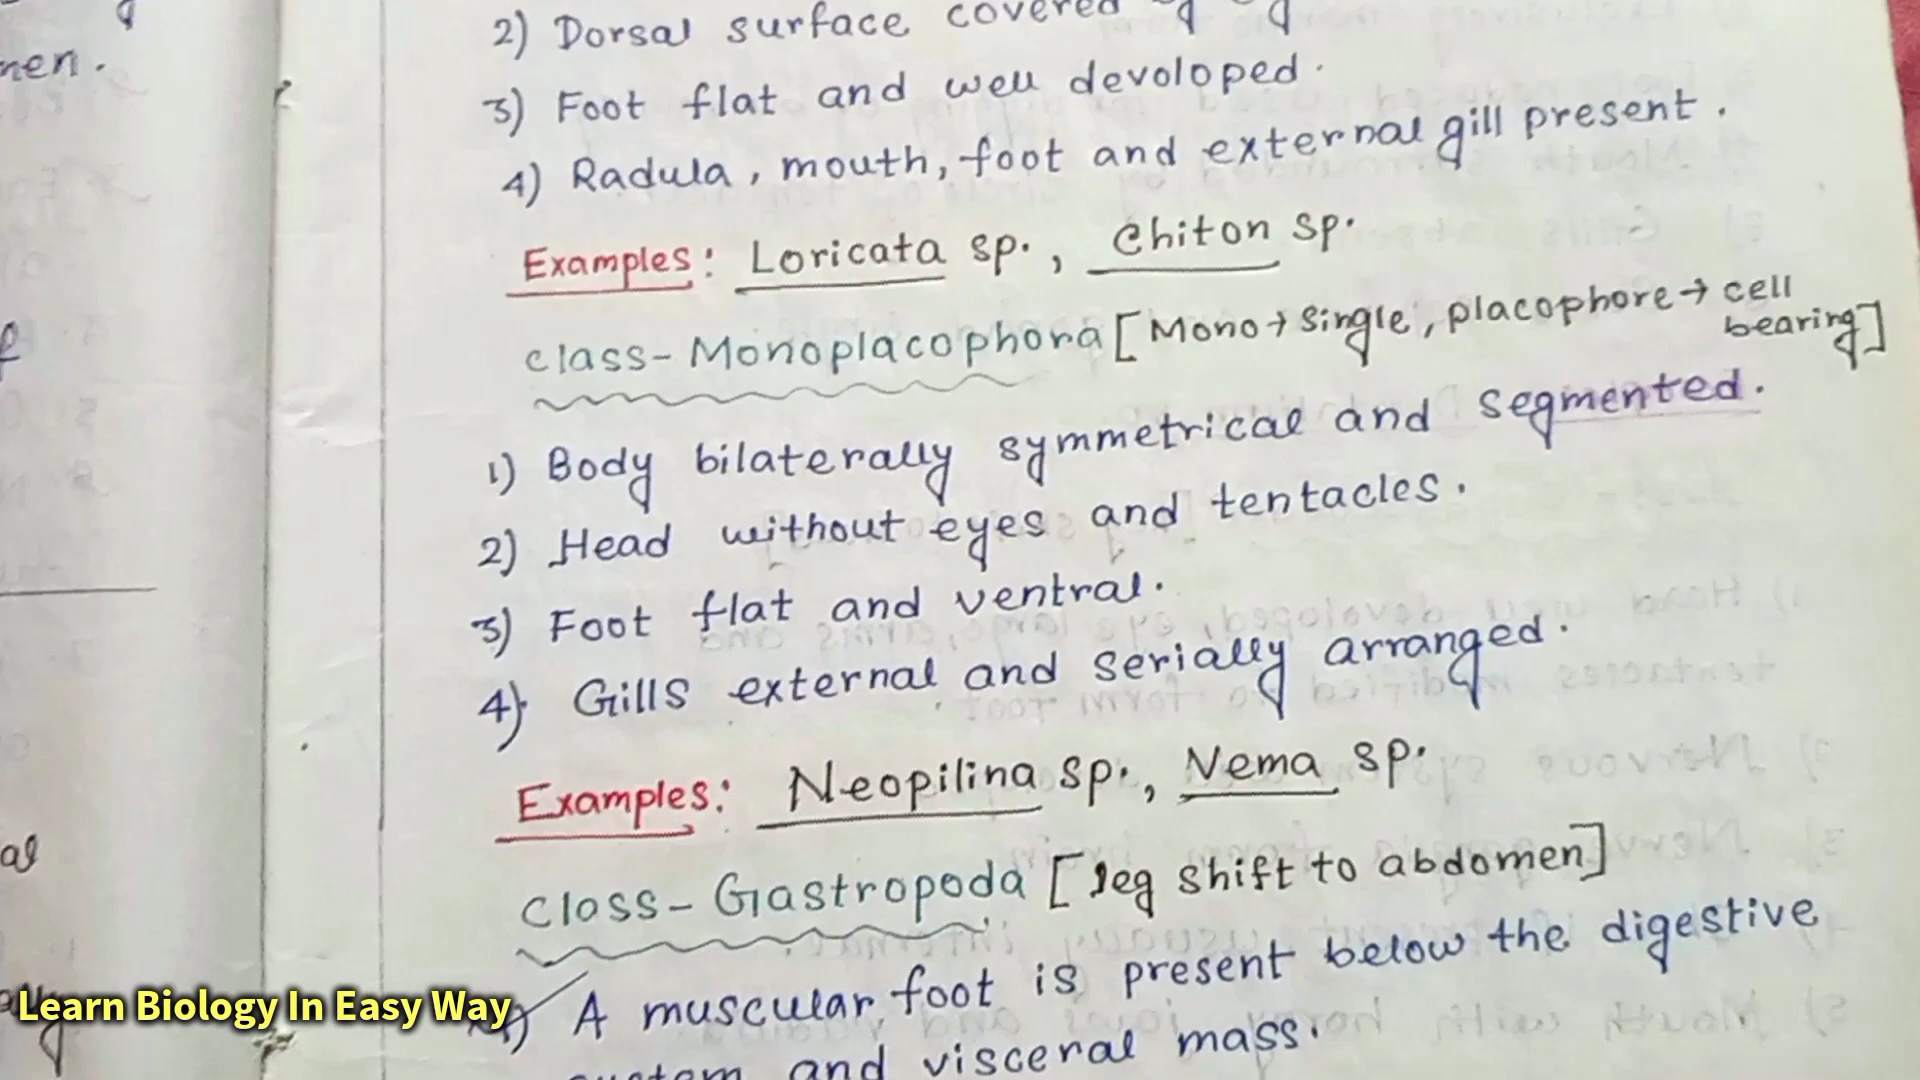 2) Dorsal surface covered
men.
3) Foot flat and well devoloped.
4) Radula, mouth, foot and external gill present.
Examples: Loricata sp., Chiton sp.
class - Monoplacophora [Mono → Single, placophore → cell bearing]
1) Body bilaterally symmetrical and segmented.
2) Head without eyes and tentacles.
3) Foot flat and ventral.
4) Gills external and serially arranged.
Examples: Neopilina sp., Nema sp.
class - Gastropoda [leg shift to abdomen]
A muscular foot is present below the digestive
system and visceral mass.
Learn Biology In Easy Way